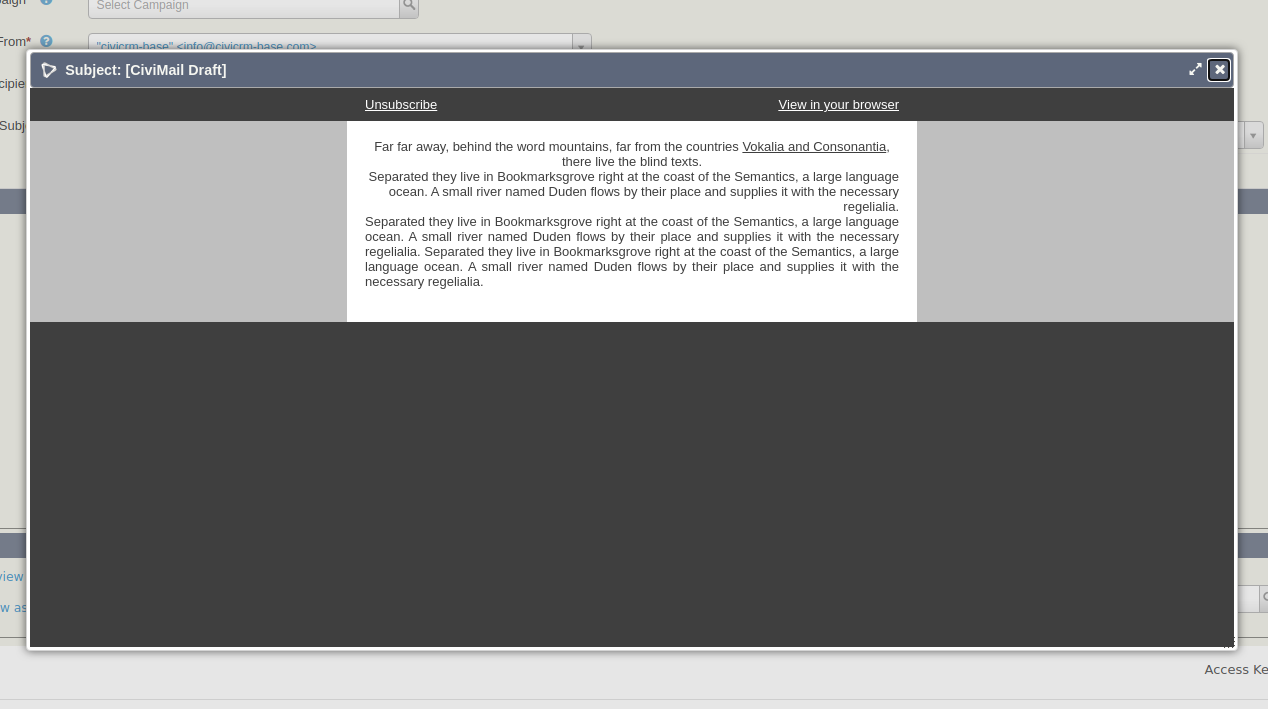 Select Campaign
From*
"civicrm-base" <info@civicrm-base.com>
Subject: [CiviMail Draft]
Unsubscribe
View in your browser
Far far away, behind the word mountains, far from the countries Vokalia and Consonantia,
there live the blind texts.
Separated they live in Bookmarksgrove right at the coast of the Semantics, a large language
ocean. A small river named Duden flows by their place and supplies it with the necessary
regelialia.
Separated they live in Bookmarksgrove right at the coast of the Semantics, a large language
ocean. A small river named Duden flows by their place and supplies it with the necessary
regelialia. Separated they live in Bookmarksgrove right at the coast of the Semantics, a large
language ocean. A small river named Duden flows by their place and supplies it with the
necessary regelialia.
Access Ke